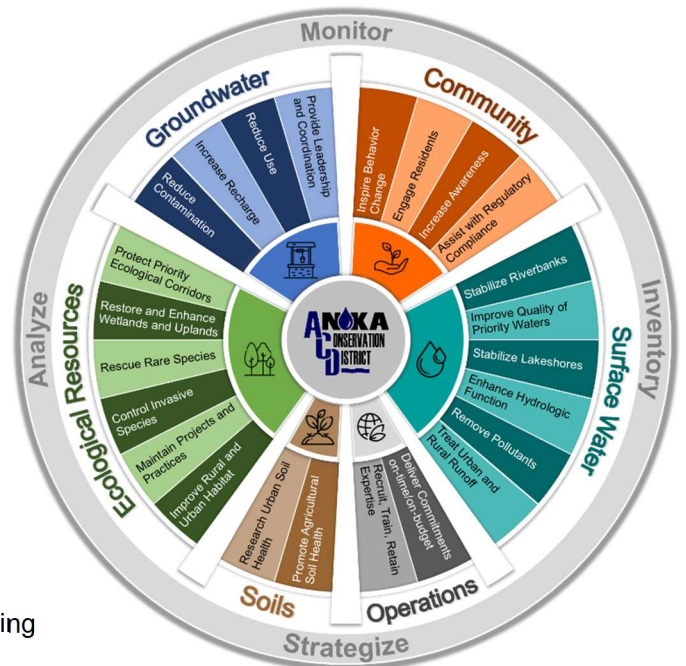 Monitor
Inventory
Strategize
Analyze
Groundwater
Reduce
Contamination
Increase Recharge
Reduce Use
Provide Leadership
and Coordination
Community
Inspire Behavior
Change
Engage Residents
Increase Awareness
Assist with Regulatory
Compliance
Surface Water
Stabilize Riverbanks
Improve Quality of
Priority Waters
Stabilize Lakeshores
Enhance Hydrologic
Function
Remove Pollutants
Treat Urban and
Rural Runoff
Operations
Deliver Commitments
on-time/on-budget
Recruit, Train, Retain
Expertise
Soils
Research Urban Soil
Health
Promote Agricultural
Soil Health
Ecological Resources
Protect Priority
Ecological Corridors
Restore and Enhance
Wetlands and Uplands
Rescue Rare Species
Control Invasive
Species
Maintain Projects and
Practices
Improve Rural and
Urban Habitat
ANOKA
CONSERVATION
DISTRICT
ing